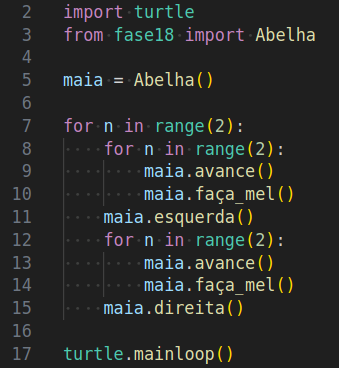 2 import turtle
3 from fase18 import Abelha
4
5 maia = Abelha()
6
7 for n in range(2):
8     for n in range(2):
9         maia.avance()
10         maia.faça_mel()
11     maia.esquerda()
12     for n in range(2):
13         maia.avance()
14         maia.faça_mel()
15     maia.direita()
16
17 turtle.mainloop()